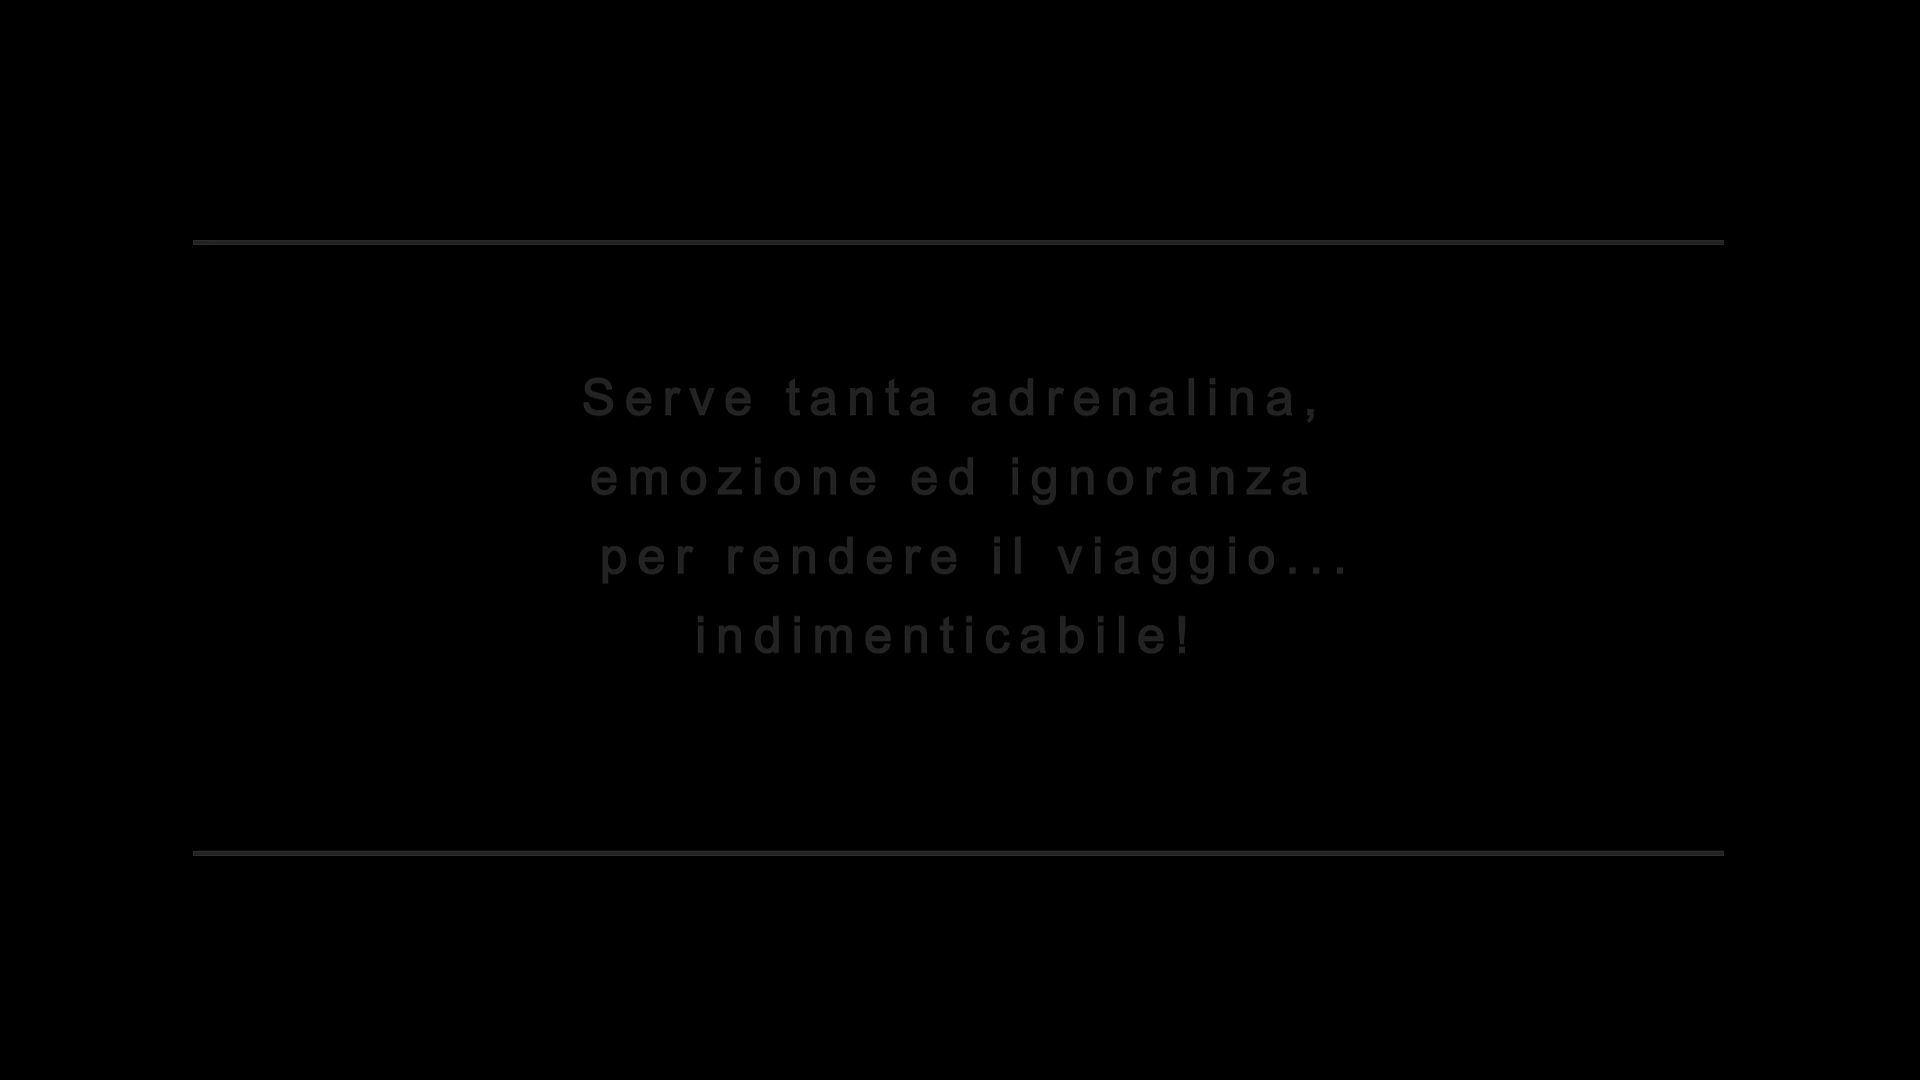 Serve tanta adrenalina,
emozione ed ignoranza
per rendere il viaggio...
indimenticabile!